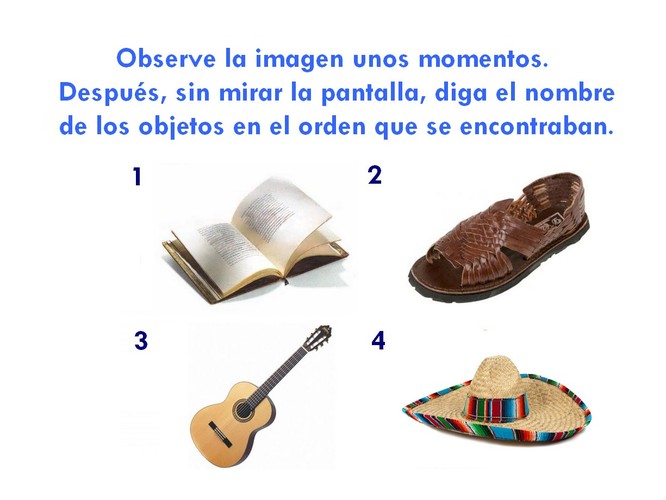 Observe la imagen unos momentos.
Después, sin mirar la pantalla, diga el nombre
de los objetos en el orden que se encontraban.
1
2
3
4